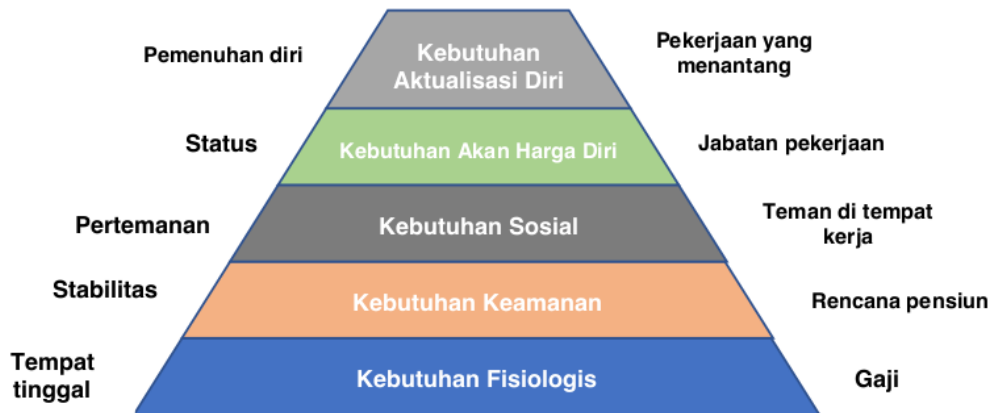 Pemenuhan diri
Kebutuhan
Aktualisasi Diri
Pekerjaan yang
menantang
Status
Kebutuhan Akan Harga Diri
Jabatan pekerjaan
Pertemanan
Kebutuhan Sosial
Teman di tempat
kerja
Stabilitas
Kebutuhan Keamanan
Rencana pensiun
Tempat
tinggal
Kebutuhan Fisiologis
Gaji